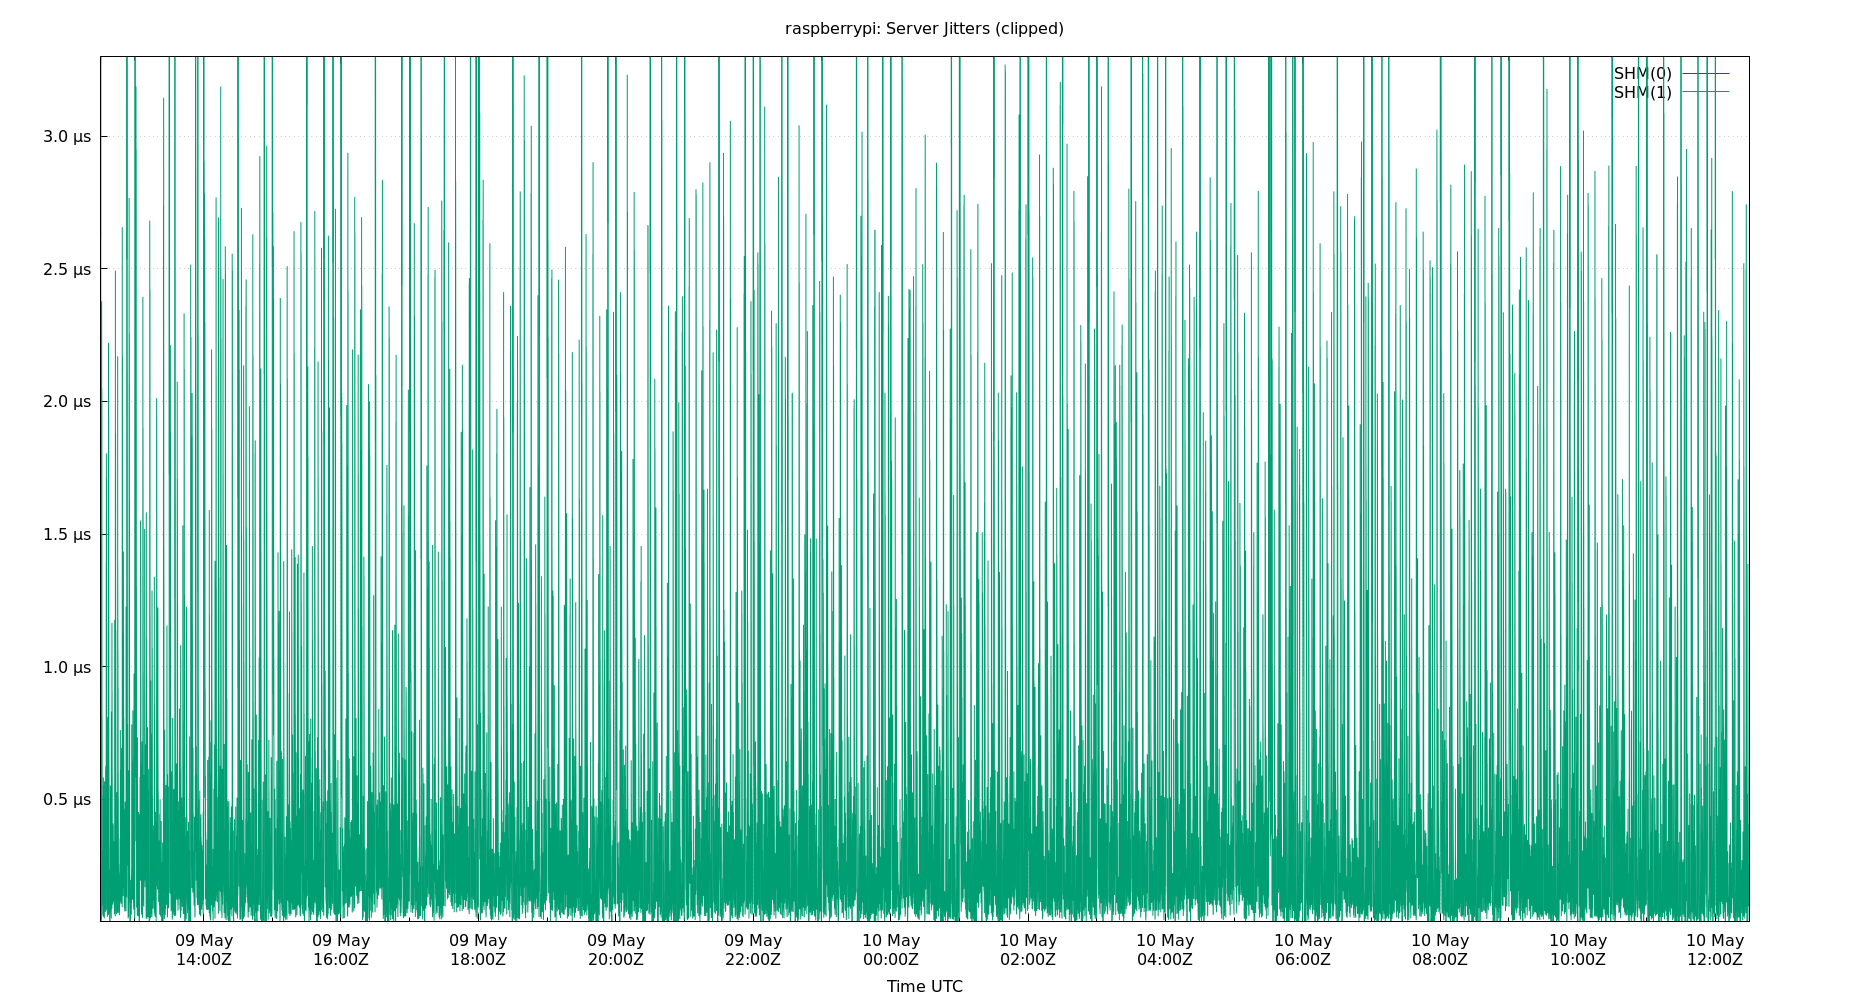 raspberrypi: Server Jitters (clipped)
SHM(0)
SHM(1)
3.0 μs
2.5 μs
2.0 μs
1.5 μs
1.0 μs
0.5 μs
09 May 09 May 09 May 09 May 09 May 10 May 10 May 10 May 10 May 10 May 10 May 10 May
14:00Z 16:00Z 18:00Z 20:00Z 22:00Z 00:00Z 02:00Z 04:00Z 06:00Z 08:00Z 10:00Z 12:00Z
Time UTC